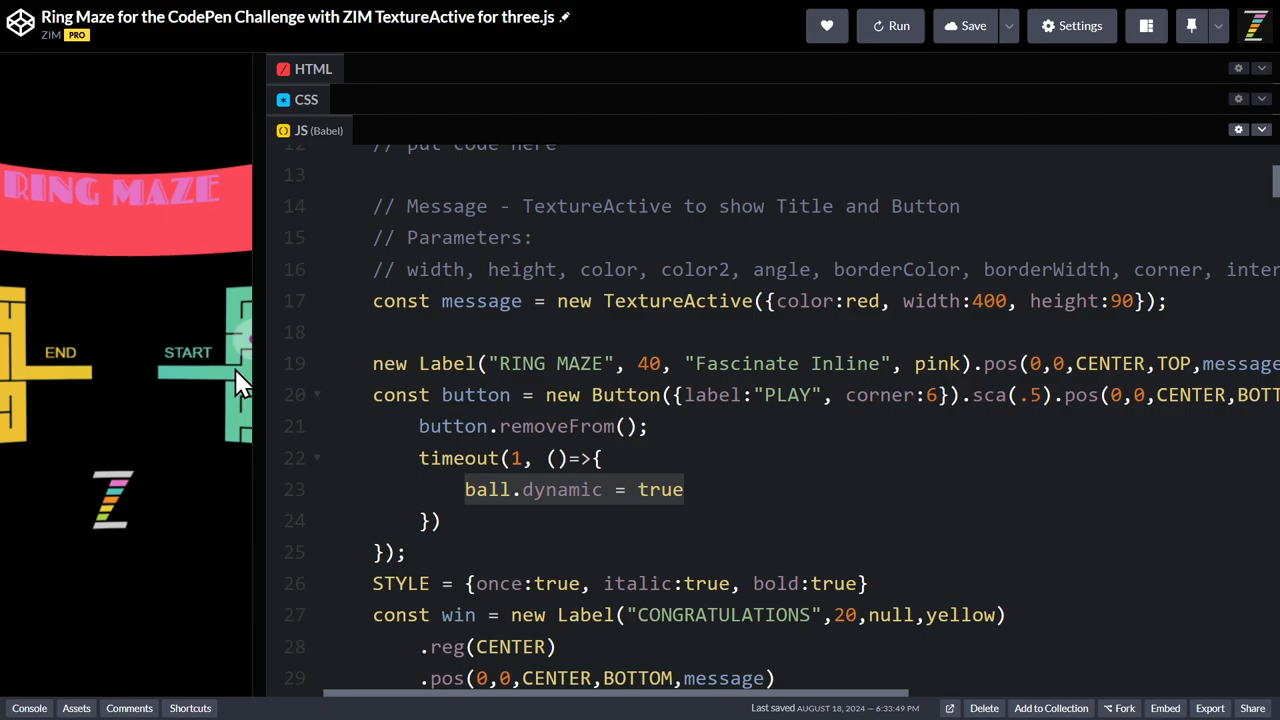 Ring Maze for the CodePen Challenge with ZIM TextureActive for three.js
ZIM PRO
Run
Save
Settings
HTML
CSS
JS (Babel)
RING MAZE
END
START
12 // put code here
13
14 // Message - TextureActive to show Title and Button
15 // Parameters:
16 // width, height, color, color2, angle, borderColor, borderWidth, corner, inter
17 const message = new TextureActive({color:red, width:400, height:90});
18
19 new Label("RING MAZE", 40, "Fascinate Inline", pink).pos(0,0,CENTER,TOP,message
20 const button = new Button({label:"PLAY", corner:6}).sca(.5).pos(0,0,CENTER,BOTT
21 button.removeFrom();
22 timeout(1, ()=>{
23 ball.dynamic = true
24 })
25 });
26 STYLE = {once:true, italic:true, bold:true}
27 const win = new Label("CONGRATULATIONS",20,null,yellow)
28 .reg(CENTER)
29 .pos(0,0,CENTER,BOTTOM,message)
Console Assets Comments Shortcuts
Last saved AUGUST 18, 2024 — 6:33:49 PM
Delete Add to Collection Fork Embed Export Share